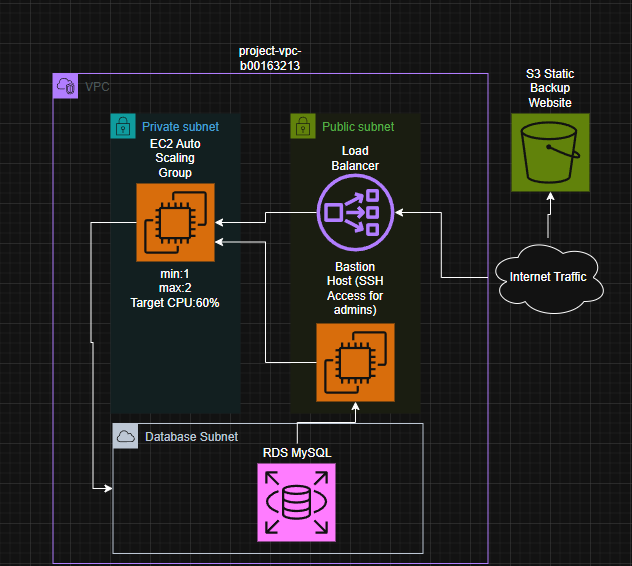 project-vpc-
b00163213
VPC
S3 Static
Backup
Website
Private subnet
EC2 Auto
Scaling
Group
min:1
max:2
Target CPU:60%
Public subnet
Load
Balancer
Bastion
Host (SSH
Access for
admins)
Internet Traffic
Database Subnet
RDS MySQL